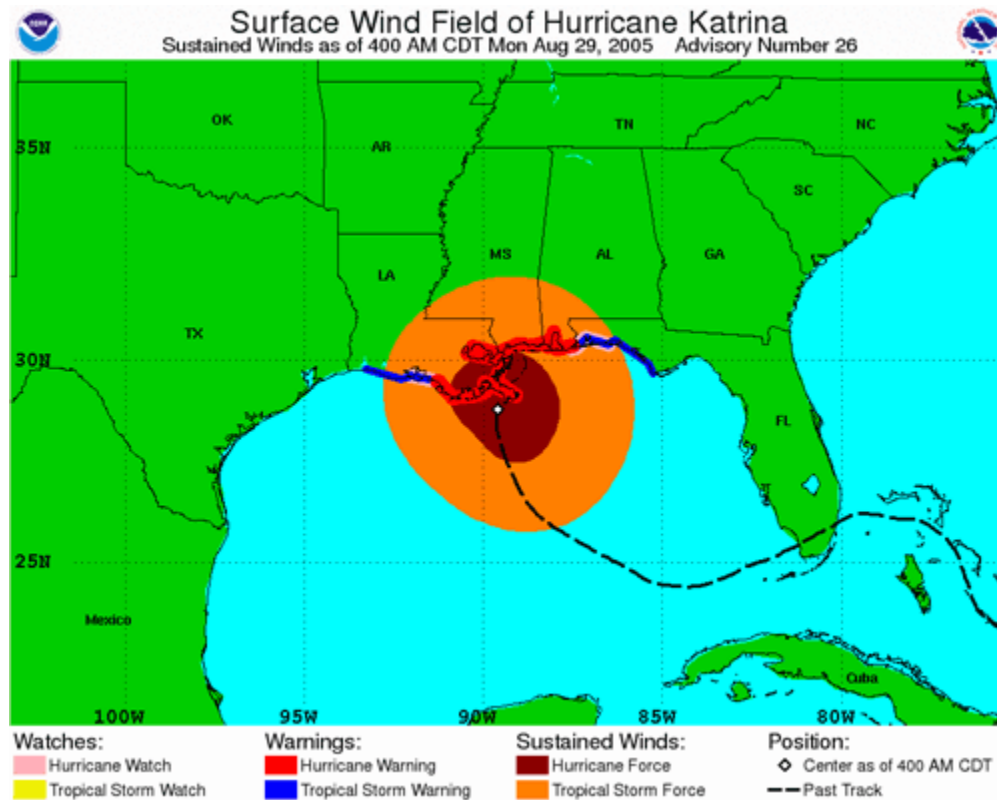 Surface Wind Field of Hurricane Katrina
Sustained Winds as of 400 AM CDT Mon Aug 29, 2005 Advisory Number 26
OK
TN
NC
AR
35N
SC
MS
AL
GA
LA
TX
30N
FL
25N
Mexico
Cuba
100W 95W 90W 85W 80W
Watches: Warnings: Sustained Winds: Position:
Hurricane Watch Hurricane Warning Hurricane Force Center as of 400 AM CDT
Tropical Storm Watch Tropical Storm Warning Tropical Storm Force Past Track